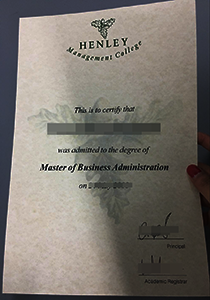 HENLEY
Management College
This is to certify that
was admitted to the degree of
Master of Business Administration
on
Principal
Academic Registrar